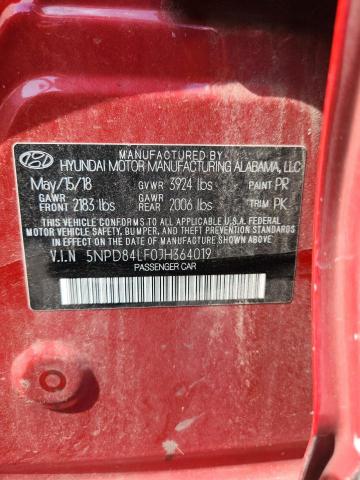 MANUFACTURED BY
HYUNDAI MOTOR MANUFACTURING ALABAMA, LLC
May/15/18 GVWR 3924 lbs PAINT PR
GAWR FRONT 2183 lbs GAWR REAR 2006 lbs TRIM PK
THIS VEHICLE CONFORMS TO ALL APPLICABLE U.S.A FEDERAL
MOTOR VEHICLE SAFETY, BUMPER, AND THEFT PREVENTION
STANDARDS IN EFFECT ON THE DATE OF MANUFACTURE SHOWN ABOVE.
V.I.N 5NPD84LF0JH364019
PASSENGER CAR